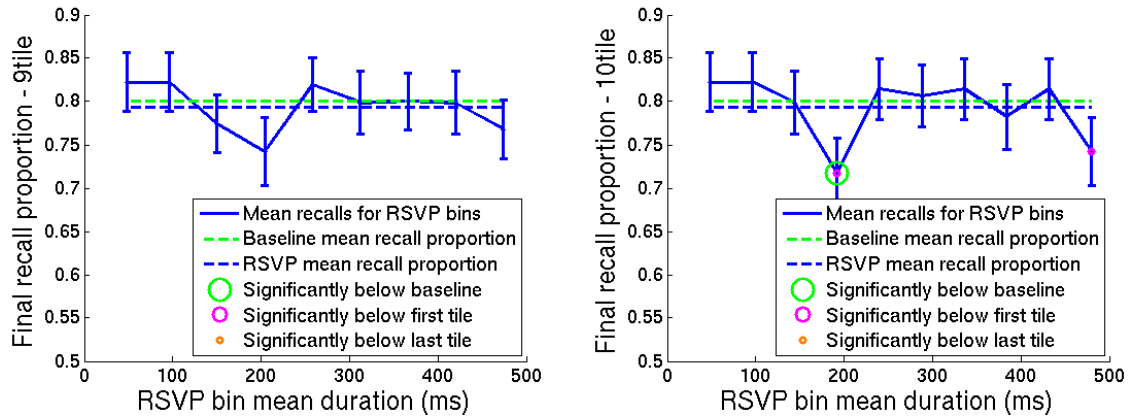 Final recall proportion - 9tile
0.9
0.85
0.8
0.75
0.7
0.65
0.6
0.55
0.5
0
100
200
300
400
500
RSVP bin mean duration (ms)
Mean recalls for RSVP bins
Baseline mean recall proportion
RSVP mean recall proportion
Significantly below baseline
Significantly below first tile
Significantly below last tile
Final recall proportion - 10tile
0.9
0.85
0.8
0.75
0.7
0.65
0.6
0.55
0.5
0
100
200
300
400
500
RSVP bin mean duration (ms)
Mean recalls for RSVP bins
Baseline mean recall proportion
RSVP mean recall proportion
Significantly below baseline
Significantly below first tile
Significantly below last tile